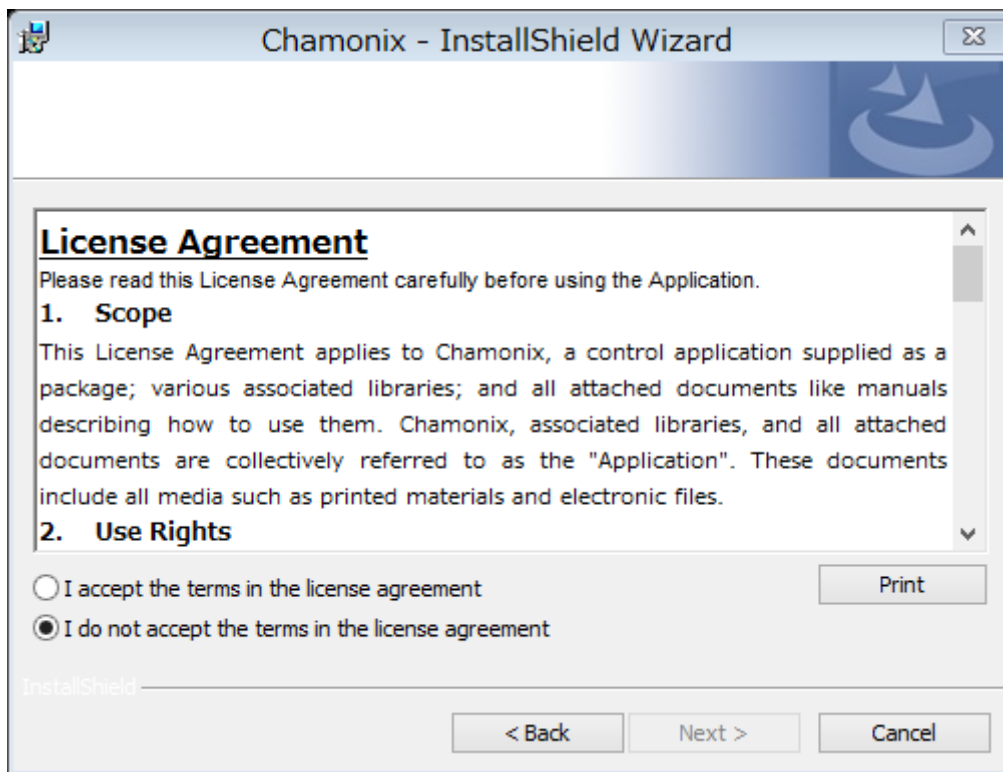 Chamonix - InstallShield Wizard
License Agreement
Please read this License Agreement carefully before using the Application.
1. Scope
This License Agreement applies to Chamonix, a control application supplied as a
package; various associated libraries; and all attached documents like manuals
describing how to use them. Chamonix, associated libraries, and all attached
documents are collectively referred to as the "Application". These documents
include all media such as printed materials and electronic files.
2. Use Rights
I accept the terms in the license agreement
Print
I do not accept the terms in the license agreement
InstallShield
< Back
Next >
Cancel